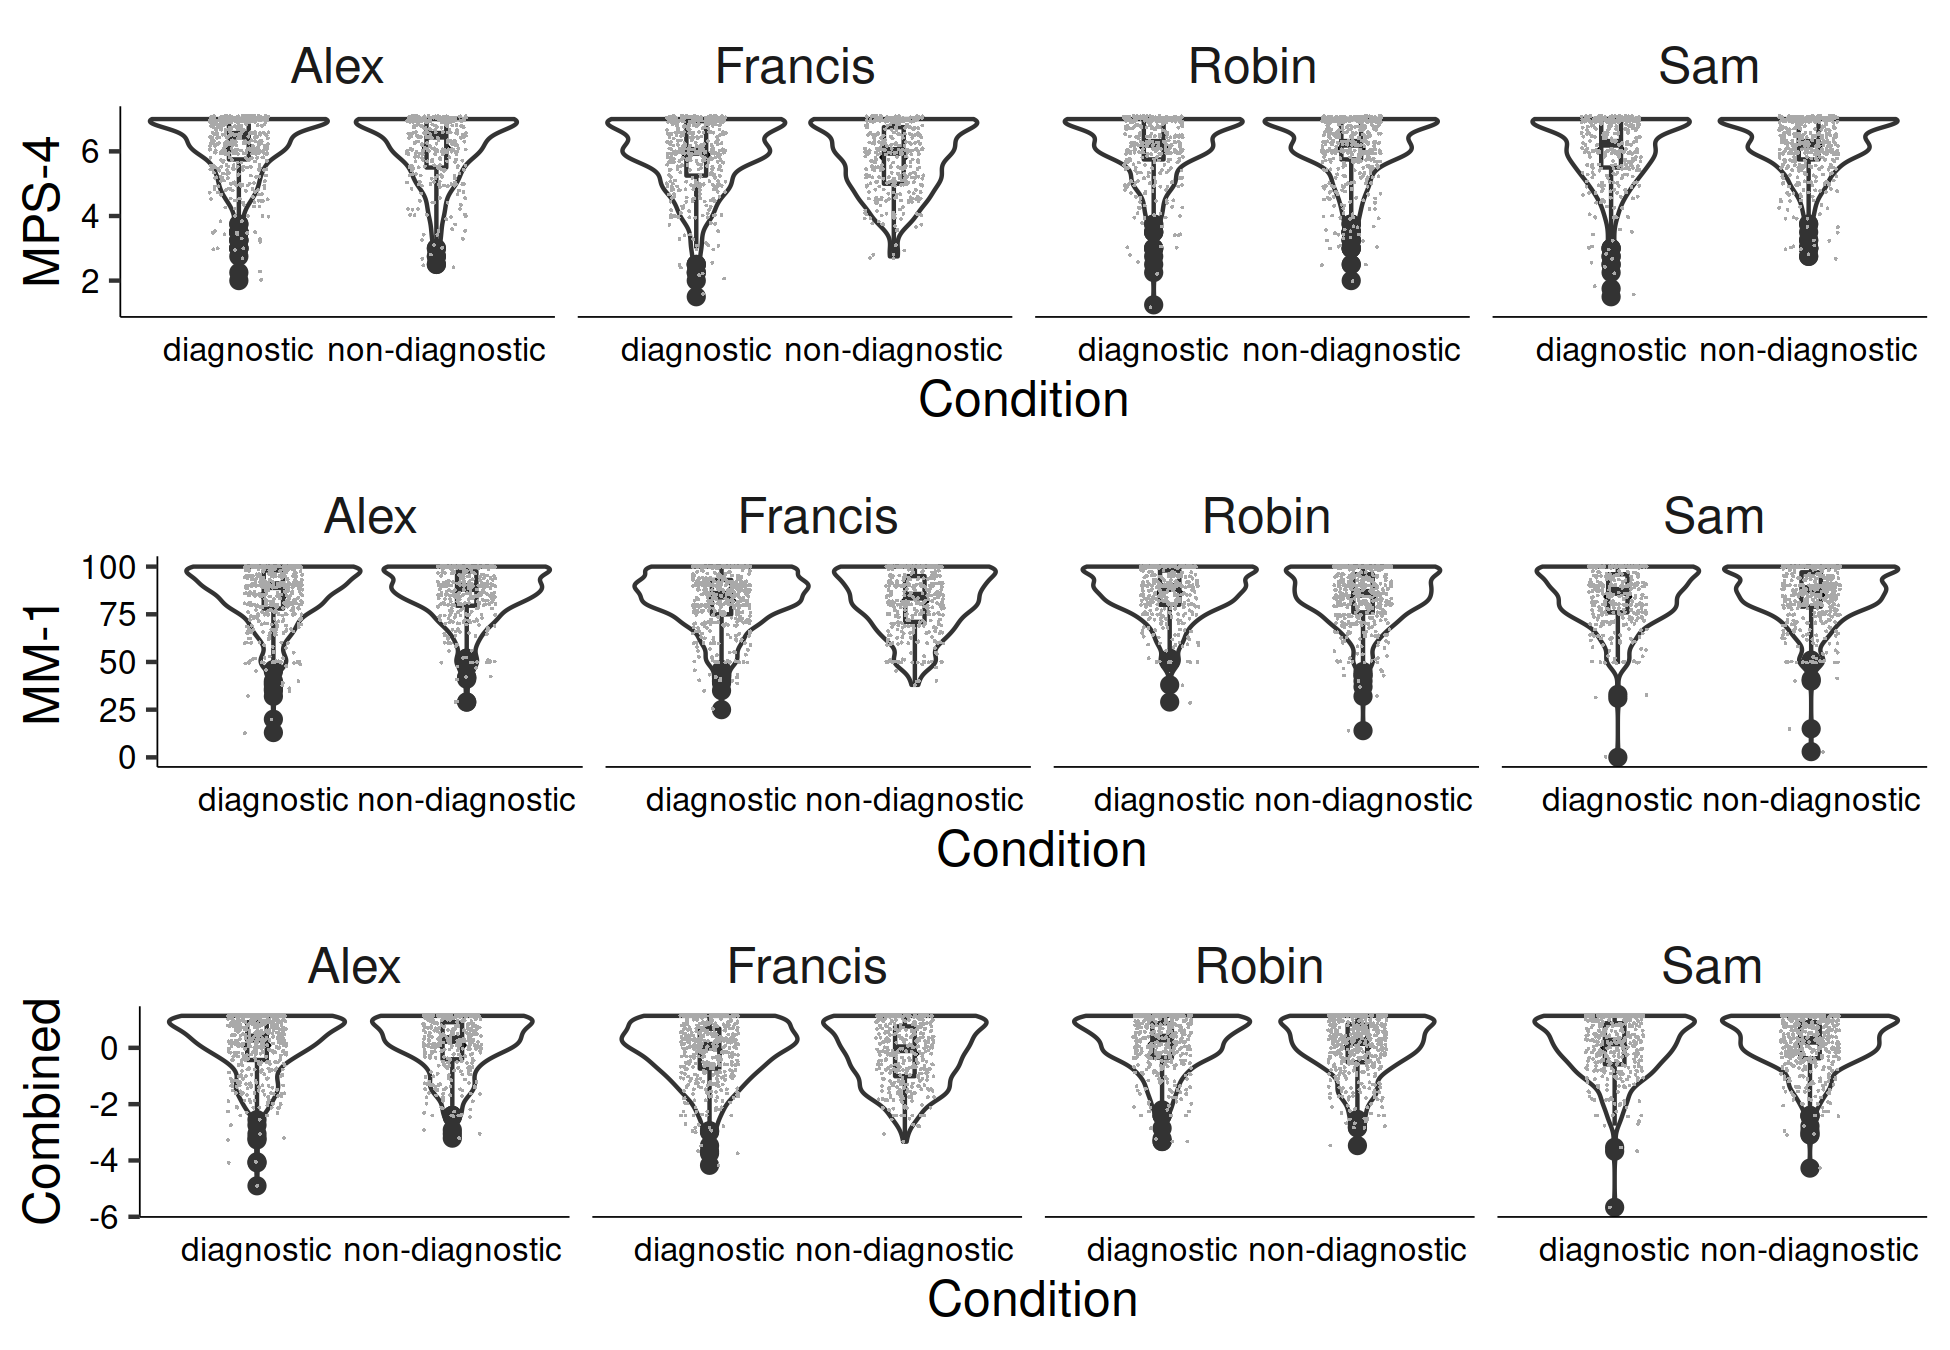 Alex Francis Robin Sam
MPS-4
6
4
2
diagnostic non-diagnostic diagnostic non-diagnostic diagnostic non-diagnostic diagnostic non-diagnostic
Condition
Alex Francis Robin Sam
MM-1
100
75
50
25
0
diagnostic non-diagnostic diagnostic non-diagnostic diagnostic non-diagnostic diagnostic non-diagnostic
Condition
Alex Francis Robin Sam
Combined
0
-2
-4
-6
diagnostic non-diagnostic diagnostic non-diagnostic diagnostic non-diagnostic diagnostic non-diagnostic
Condition